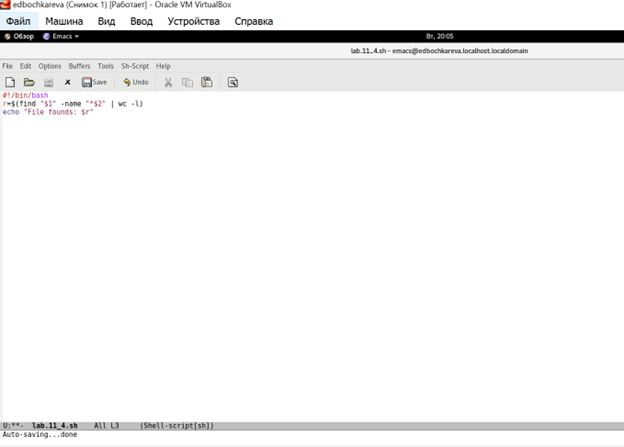 edbochkareva (Снимок 1) [Работает] - Oracle VM VirtualBox
Файл Машина Вид Ввод Устройства Справка
Обзор Emacs Вт, 20:05
lab.11_4.sh - emacs@edbochkareva.localhost.localdomain
File Edit Options Buffers Tools Sh-Script Help
Save Undo
#!/bin/bash
r=$(find "$1" -name "*$2" | wc -l)
echo "File founds: $r"
U:**- lab.11_4.sh All L3 (Shell-script[sh])
Auto-saving...done